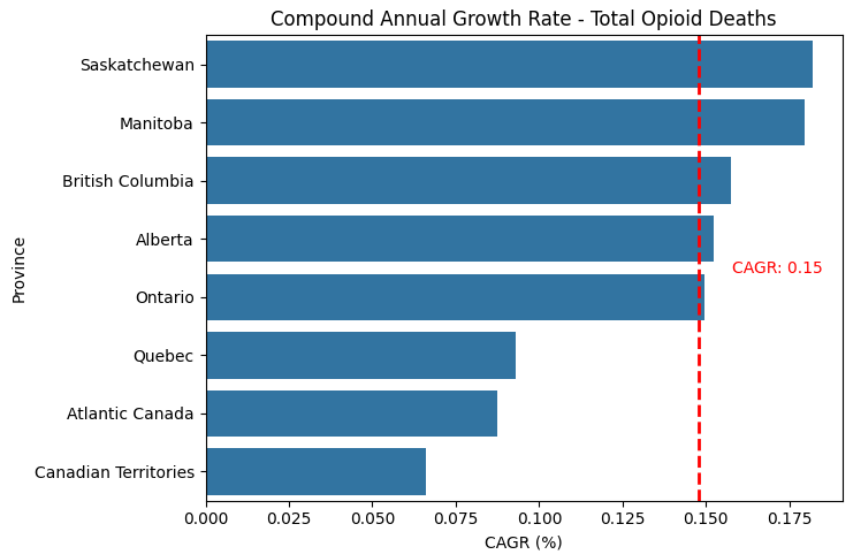 Compound Annual Growth Rate - Total Opioid Deaths
Province
Saskatchewan
Manitoba
British Columbia
Alberta
Ontario
Quebec
Atlantic Canada
Canadian Territories
CAGR: 0.15
0.000 0.025 0.050 0.075 0.100 0.125 0.150 0.175
CAGR (%)